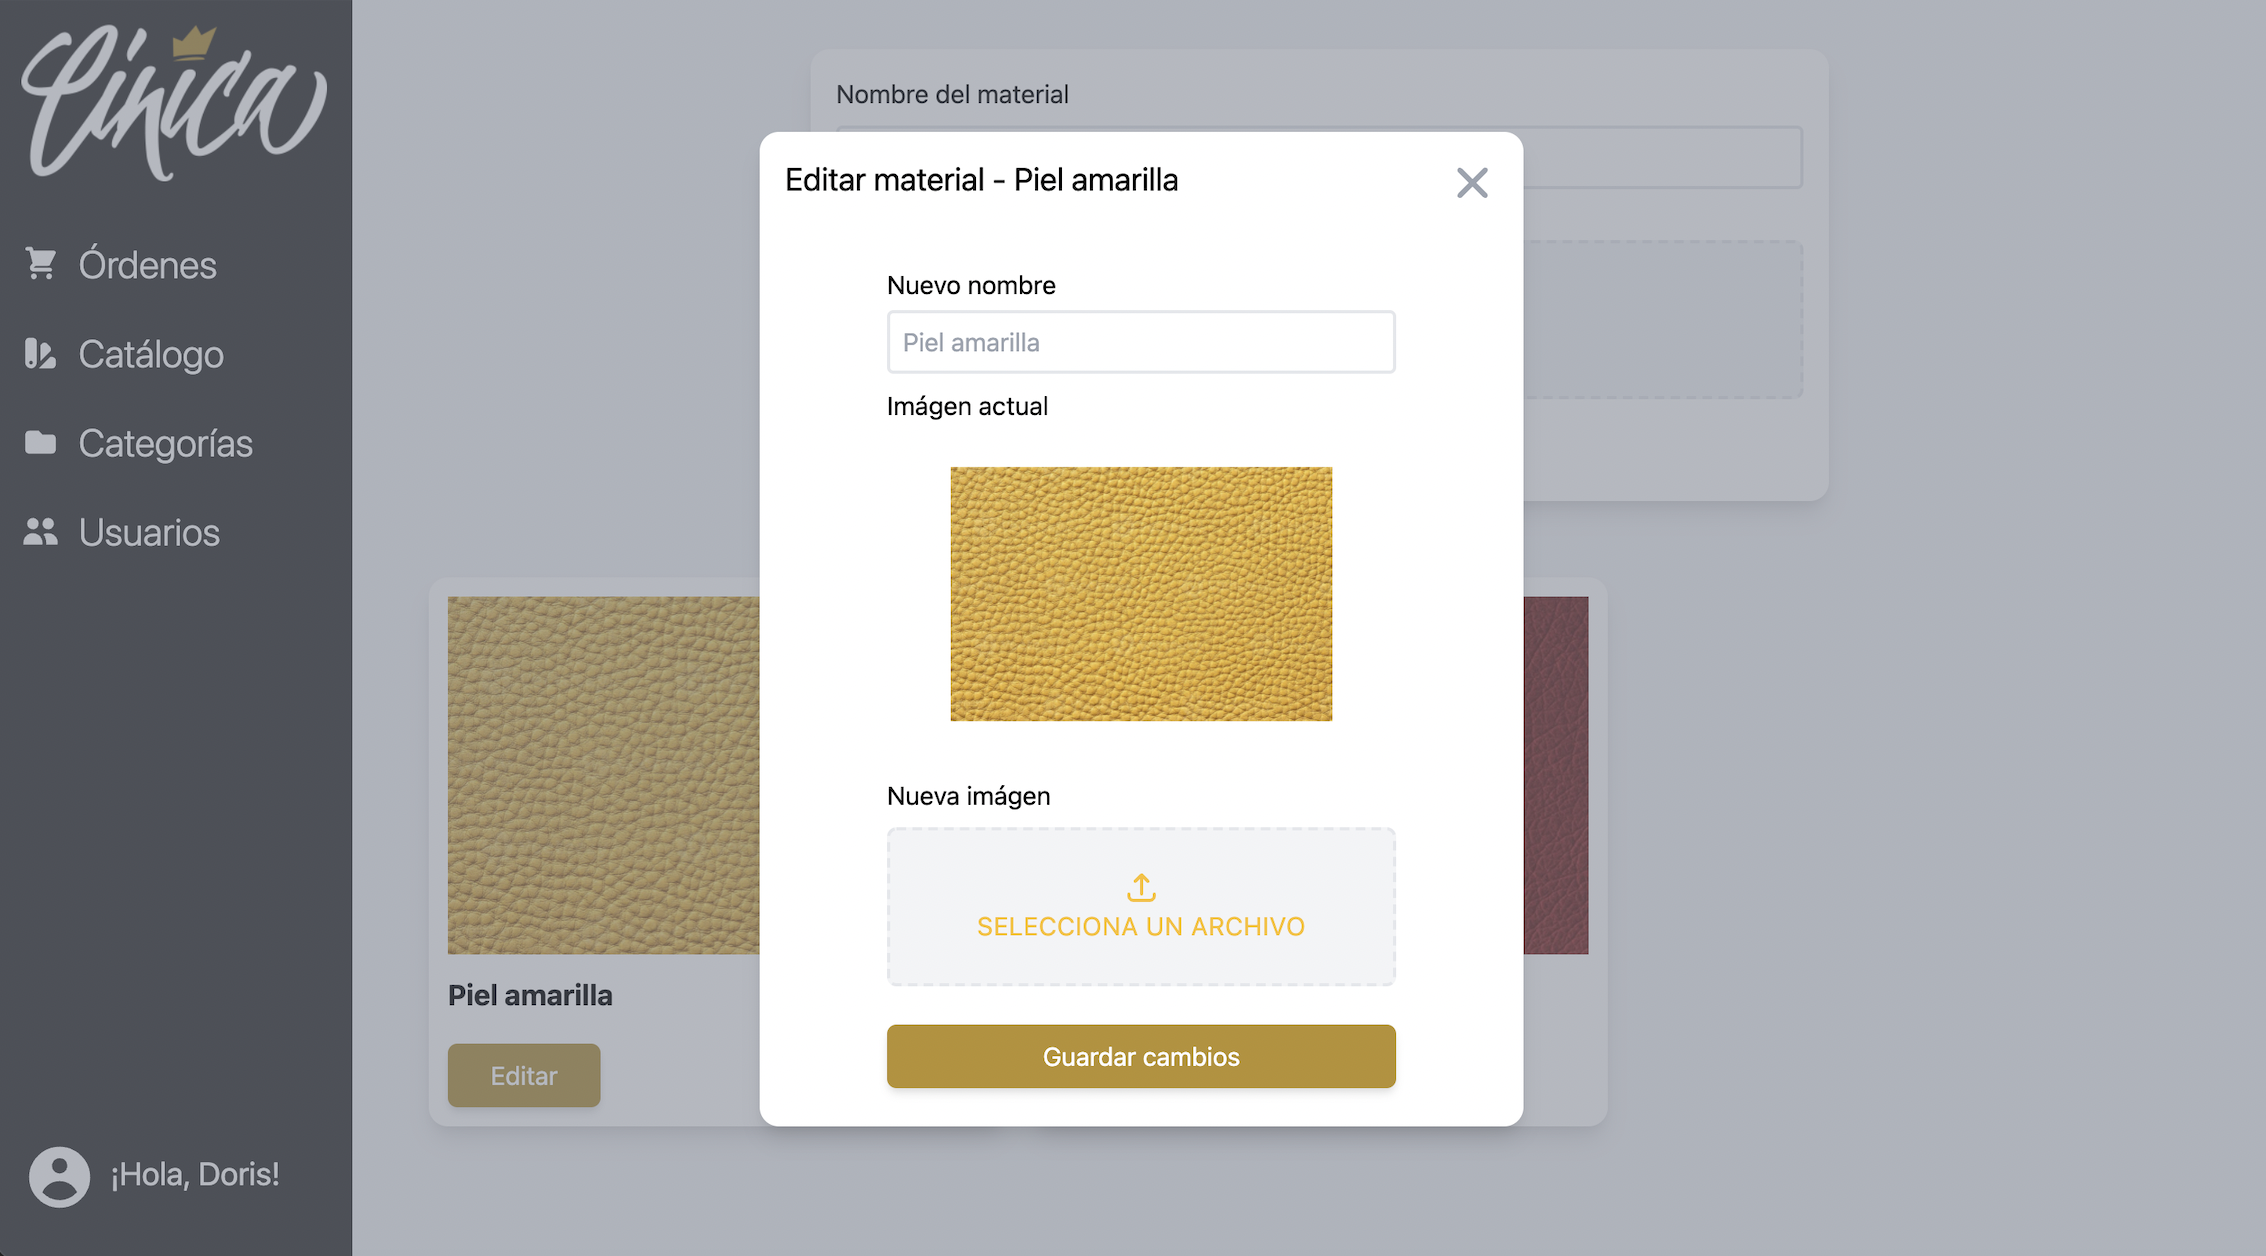 Cínica
Órdenes
Catálogo
Categorías
Usuarios
¡Hola, Doris!
Nombre del material
Editar material - Piel amarilla
Nuevo nombre
Piel amarilla
Imágen actual
Nueva imágen
SELECCIONA UN ARCHIVO
Guardar cambios
Piel amarilla
Editar